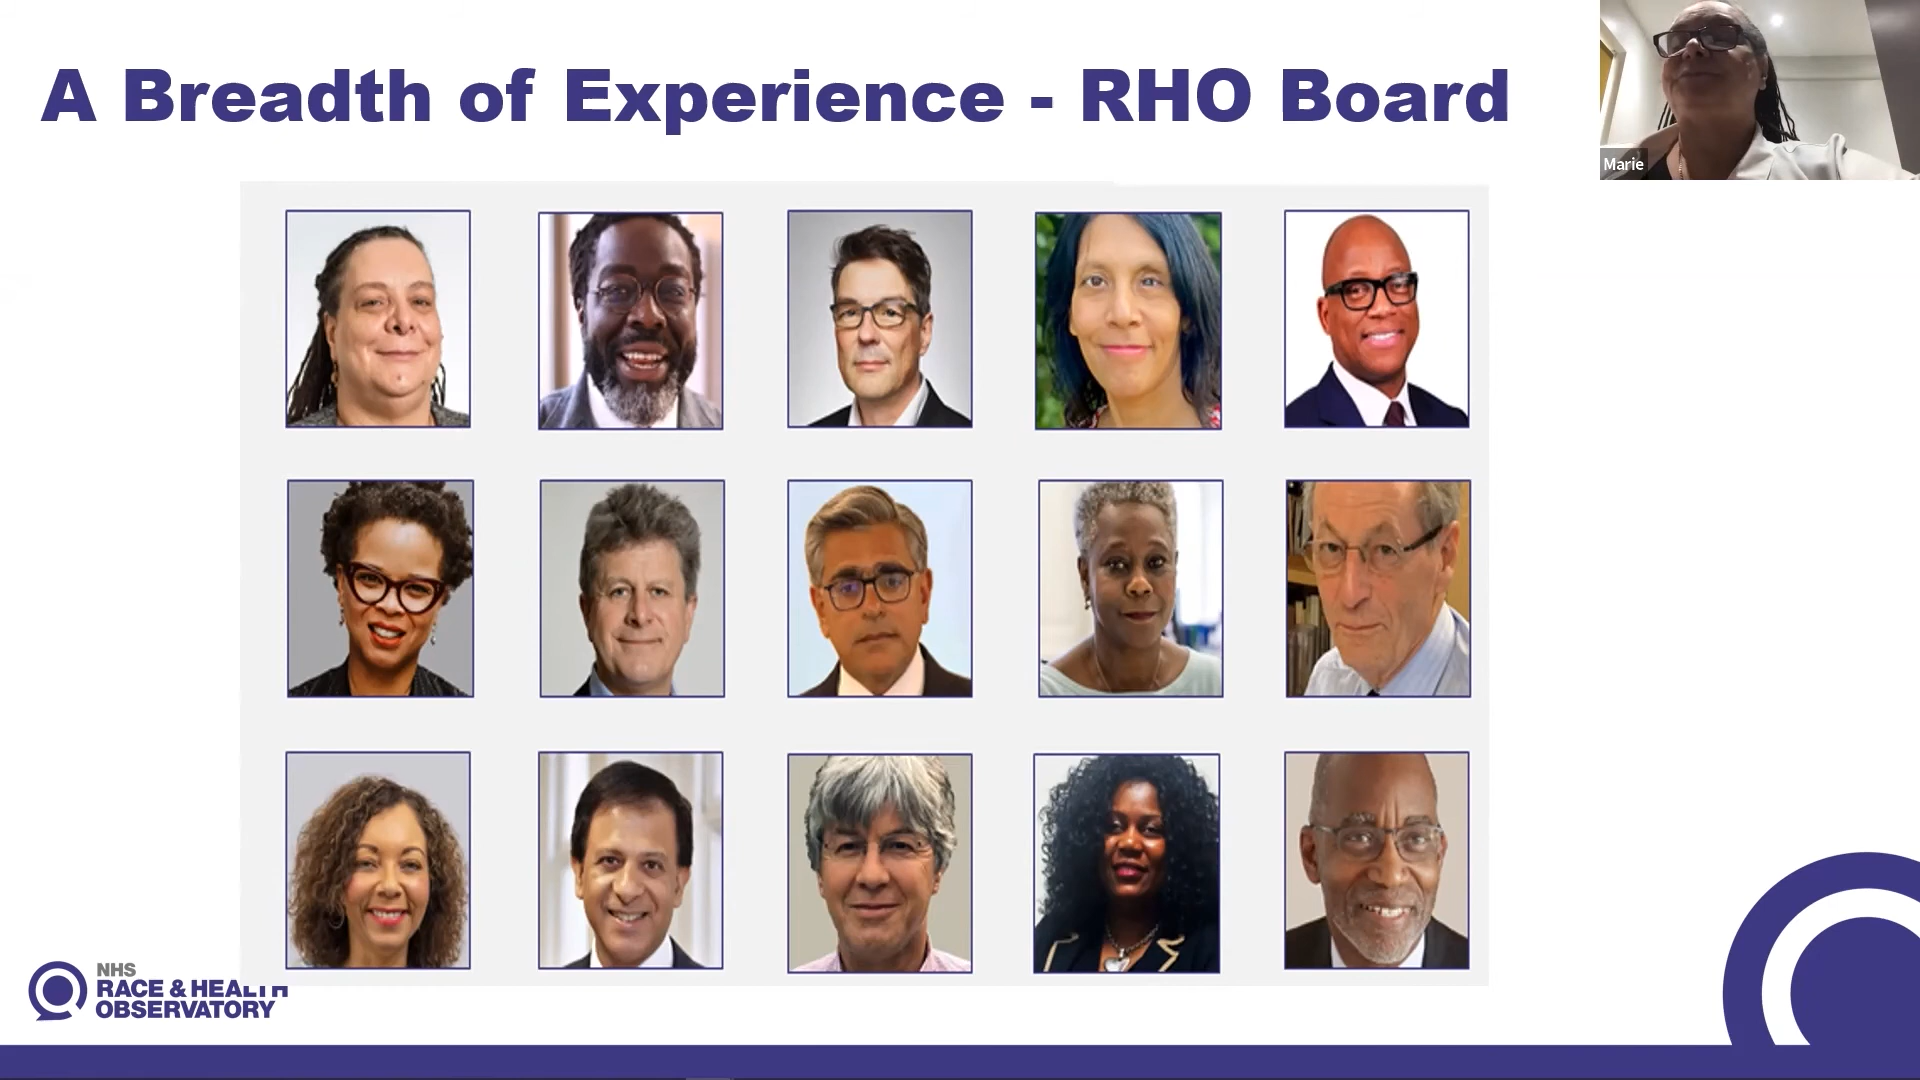 A Breadth of Experience - RHO Board
Marie
NHS
RACE & HEALTH
OBSERVATORY